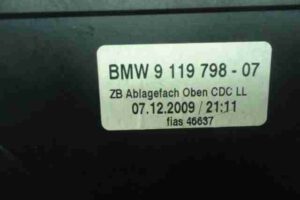 BMW 9 119 798 - 07
ZB Ablagefach Oben CDC LL
07.12.2009 / 21:11
fias 46637